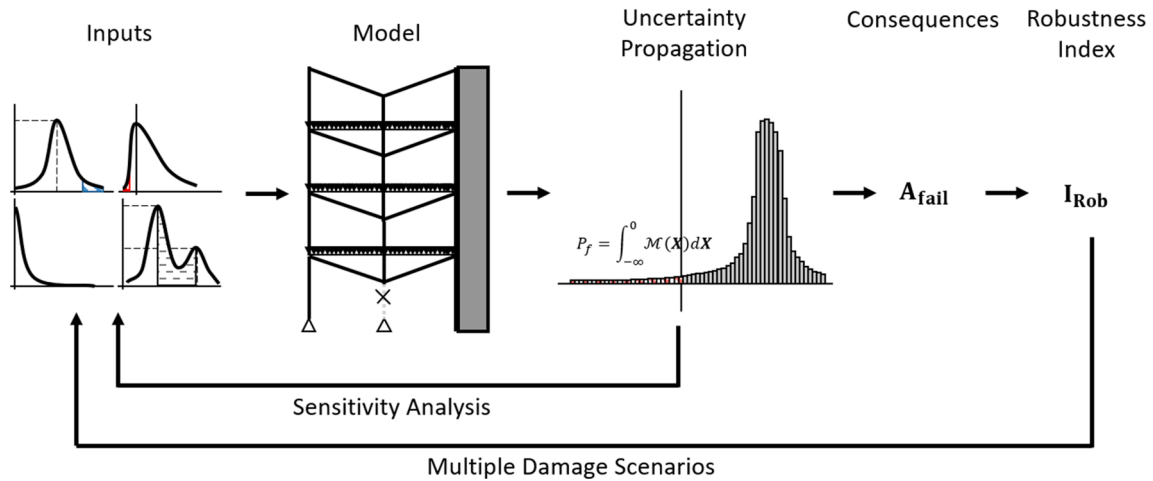 Inputs
Model
Uncertainty
Propagation
Consequences
Robustness
Index
P_f = ∫_{-∞}^{0} ℳ(X)dX
A_fail
I_Rob
Sensitivity Analysis
Multiple Damage Scenarios